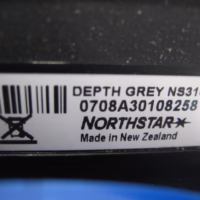 DEPTH GREY NS31
0708A30108258
NORTHSTAR
Made in New Zealand